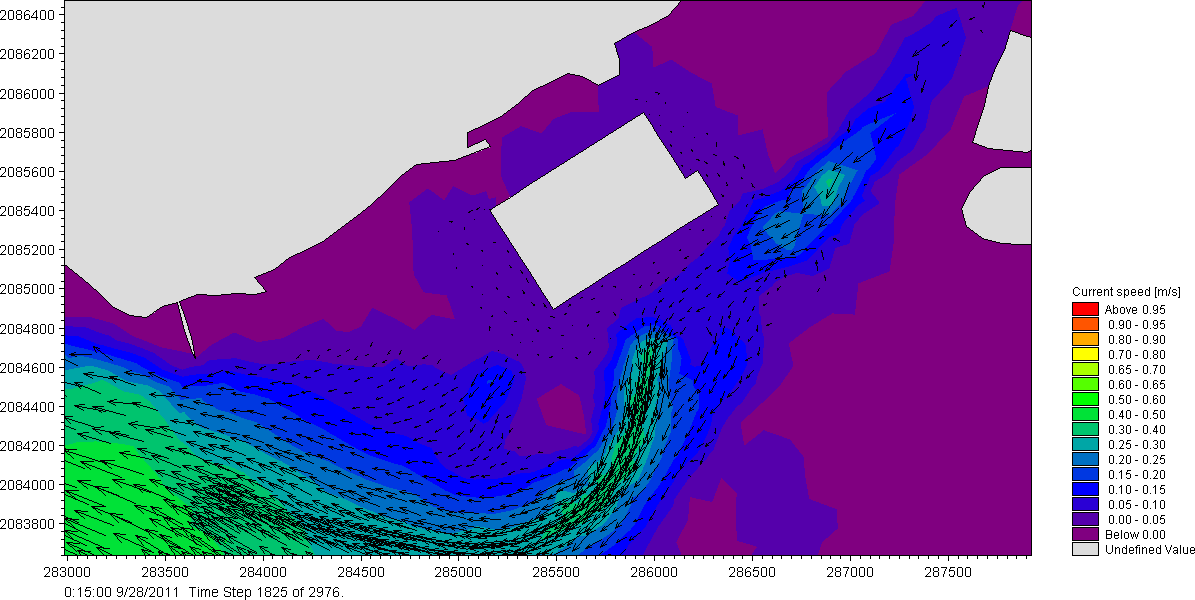 2086400
2086200
2086000
2085800
2085600
2085400
2085200
2085000
2084800
2084600
2084400
2084200
2084000
2083800
283000 283500 284000 284500 285000 285500 286000 286500 287000 287500
0:15:00 9/28/2011 Time Step 1825 of 2976.
Current speed [m/s]
Above 0.95
0.90 - 0.95
0.80 - 0.90
0.70 - 0.80
0.65 - 0.70
0.60 - 0.65
0.50 - 0.60
0.40 - 0.50
0.30 - 0.40
0.25 - 0.30
0.20 - 0.25
0.15 - 0.20
0.10 - 0.15
0.05 - 0.10
0.00 - 0.05
Below 0.00
Undefined Value